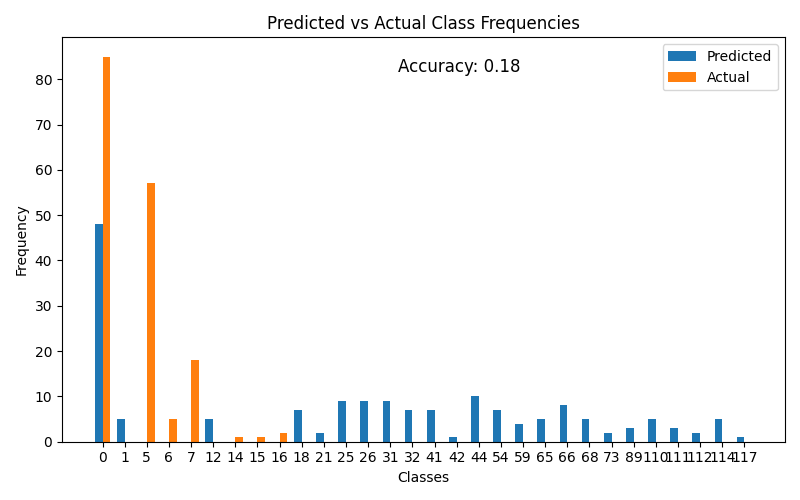 Predicted vs Actual Class Frequencies
Accuracy: 0.18
Predicted
Actual
Frequency
80
70
60
50
40
30
20
10
0
0 1 5 6 7 12 14 15 16 18 21 25 26 31 32 41 42 44 54 59 65 66 68 73 89 110 111 112 114 117
Classes